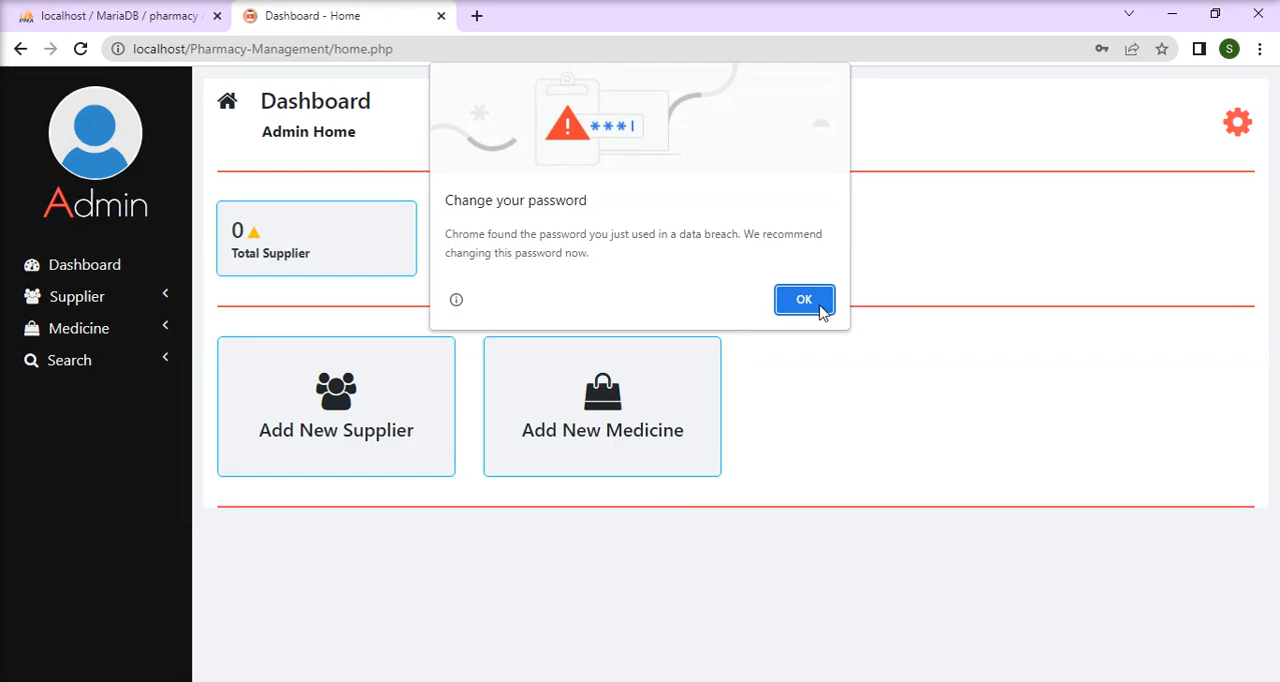 localhost / MariaDB / pharmacy
Dashboard - Home
localhost/Pharmacy-Management/home.php
S
Admin
Dashboard
Supplier
Medicine
Search
Dashboard
Admin Home
0
Total Supplier
Add New Supplier
Add New Medicine
***|
Change your password
Chrome found the password you just used in a data breach. We recommend
changing this password now.
OK